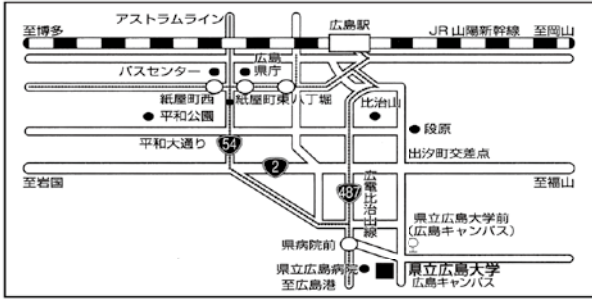 アストラムライン
広島駅
至博多
JR山陽新幹線
至岡山
バスセンター
広島
県庁
紙屋町西
紙屋町東
八丁堀
比治山
平和公園
段原
平和大通り
54
2
出汐町交差点
至岩国
487
広電比治山線
至福山
県立広島大学前
(広島キャンパス)
県病院前
県立広島病院
県立広島大学
広島キャンパス
至広島港